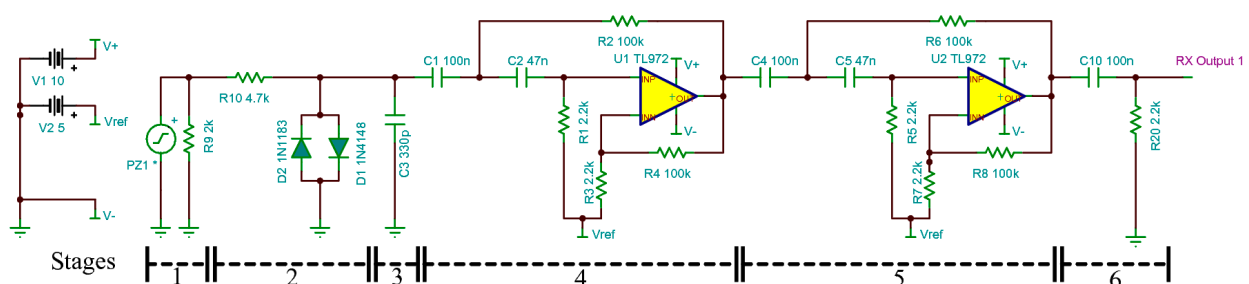 V+
V1 10
+
V2 5
+
Vref
V-
PZ1 *
+
R9 2k
R10 4.7k
D2 1N1183
D1 1N4148
C3 330p
C1 100n
C2 47n
R2 100k
U1 TL972
V+
INP
+OUT
INN
V-
R1 2.2k
R3 2.2k
R4 100k
Vref
C4 100n
C5 47n
R6 100k
U2 TL972
V+
INP
+OUT
INN
V-
R5 2.2k
R7 2.2k
R8 100k
Vref
C10 100n
RX Output 1
R20 2.2k
Stages
1
2
3
4
5
6